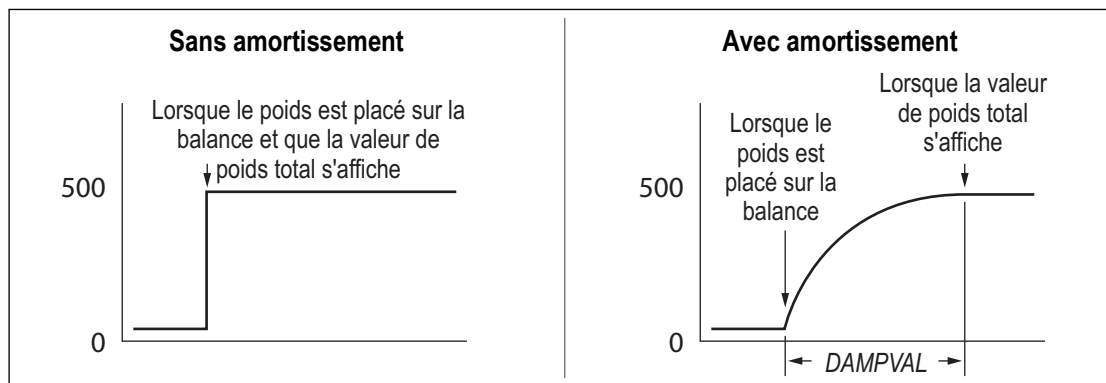 Sans amortissement
Lorsque le poids est placé sur la
balance et que la valeur de
poids total s'affiche
500
0
Avec amortissement
Lorsque la valeur
de poids total
s'affiche
Lorsque le
poids est
placé sur la
balance
500
0
DAMPVAL